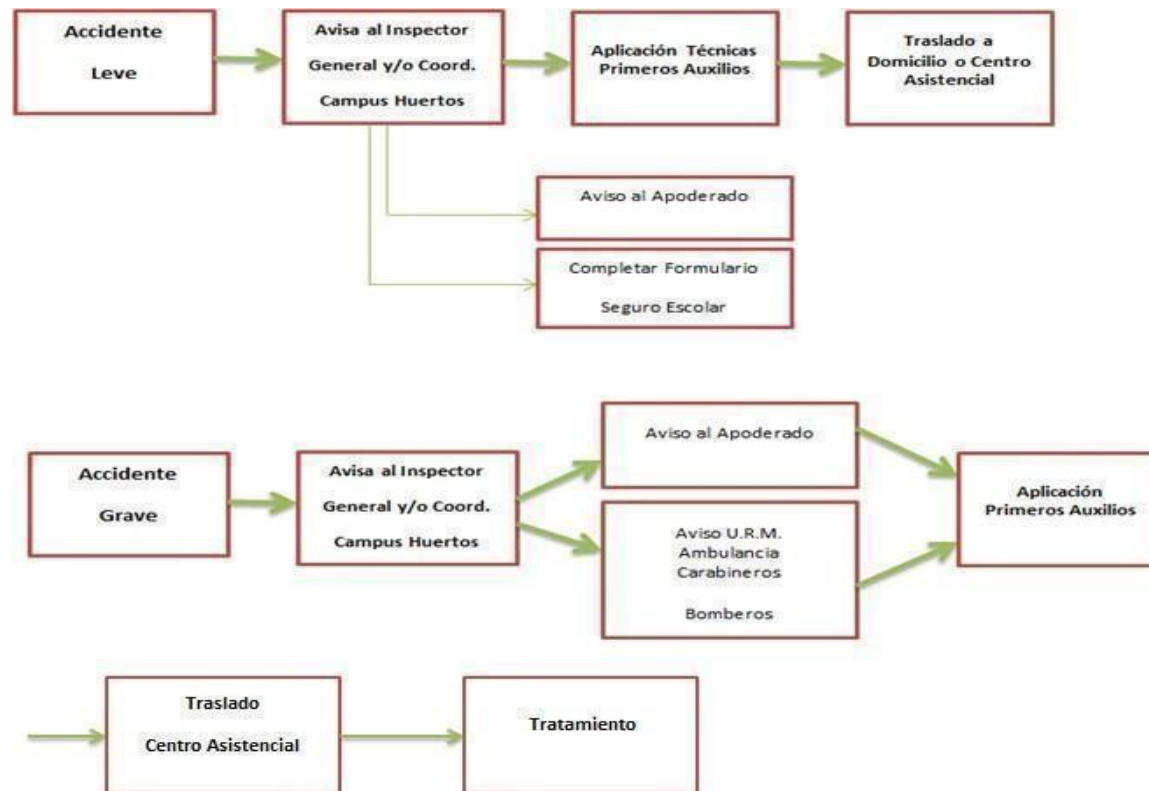 Accidente
Leve
Avisa al Inspector
General y/o Coord.
Campus Huertos
Aplicación Técnicas
Primeros Auxilios
Traslado a
Domicilio o Centro
Asistencial
Aviso al Apoderado
Completar Formulario
Seguro Escolar
Accidente
Grave
Avisa al Inspector
General y/o Coord.
Campus Huertos
Aviso al Apoderado
Aviso U.R.M.
Ambulancia
Carabineros
Bomberos
Aplicación
Primeros Auxilios
Traslado
Centro Asistencial
Tratamiento